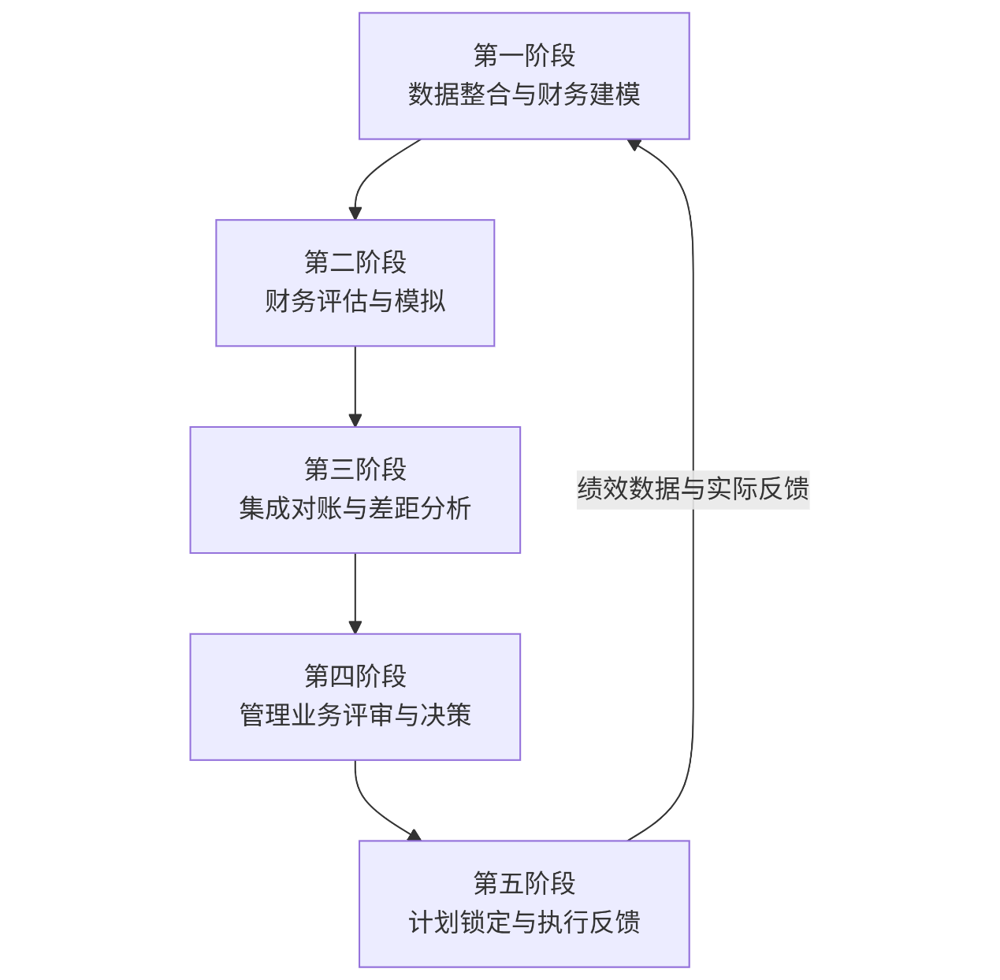 第一阶段
数据整合与财务建模
第二阶段
财务评估与模拟
第三阶段
集成对账与差距分析
绩效数据与实际反馈
第四阶段
管理业务评审与决策
第五阶段
计划锁定与执行反馈